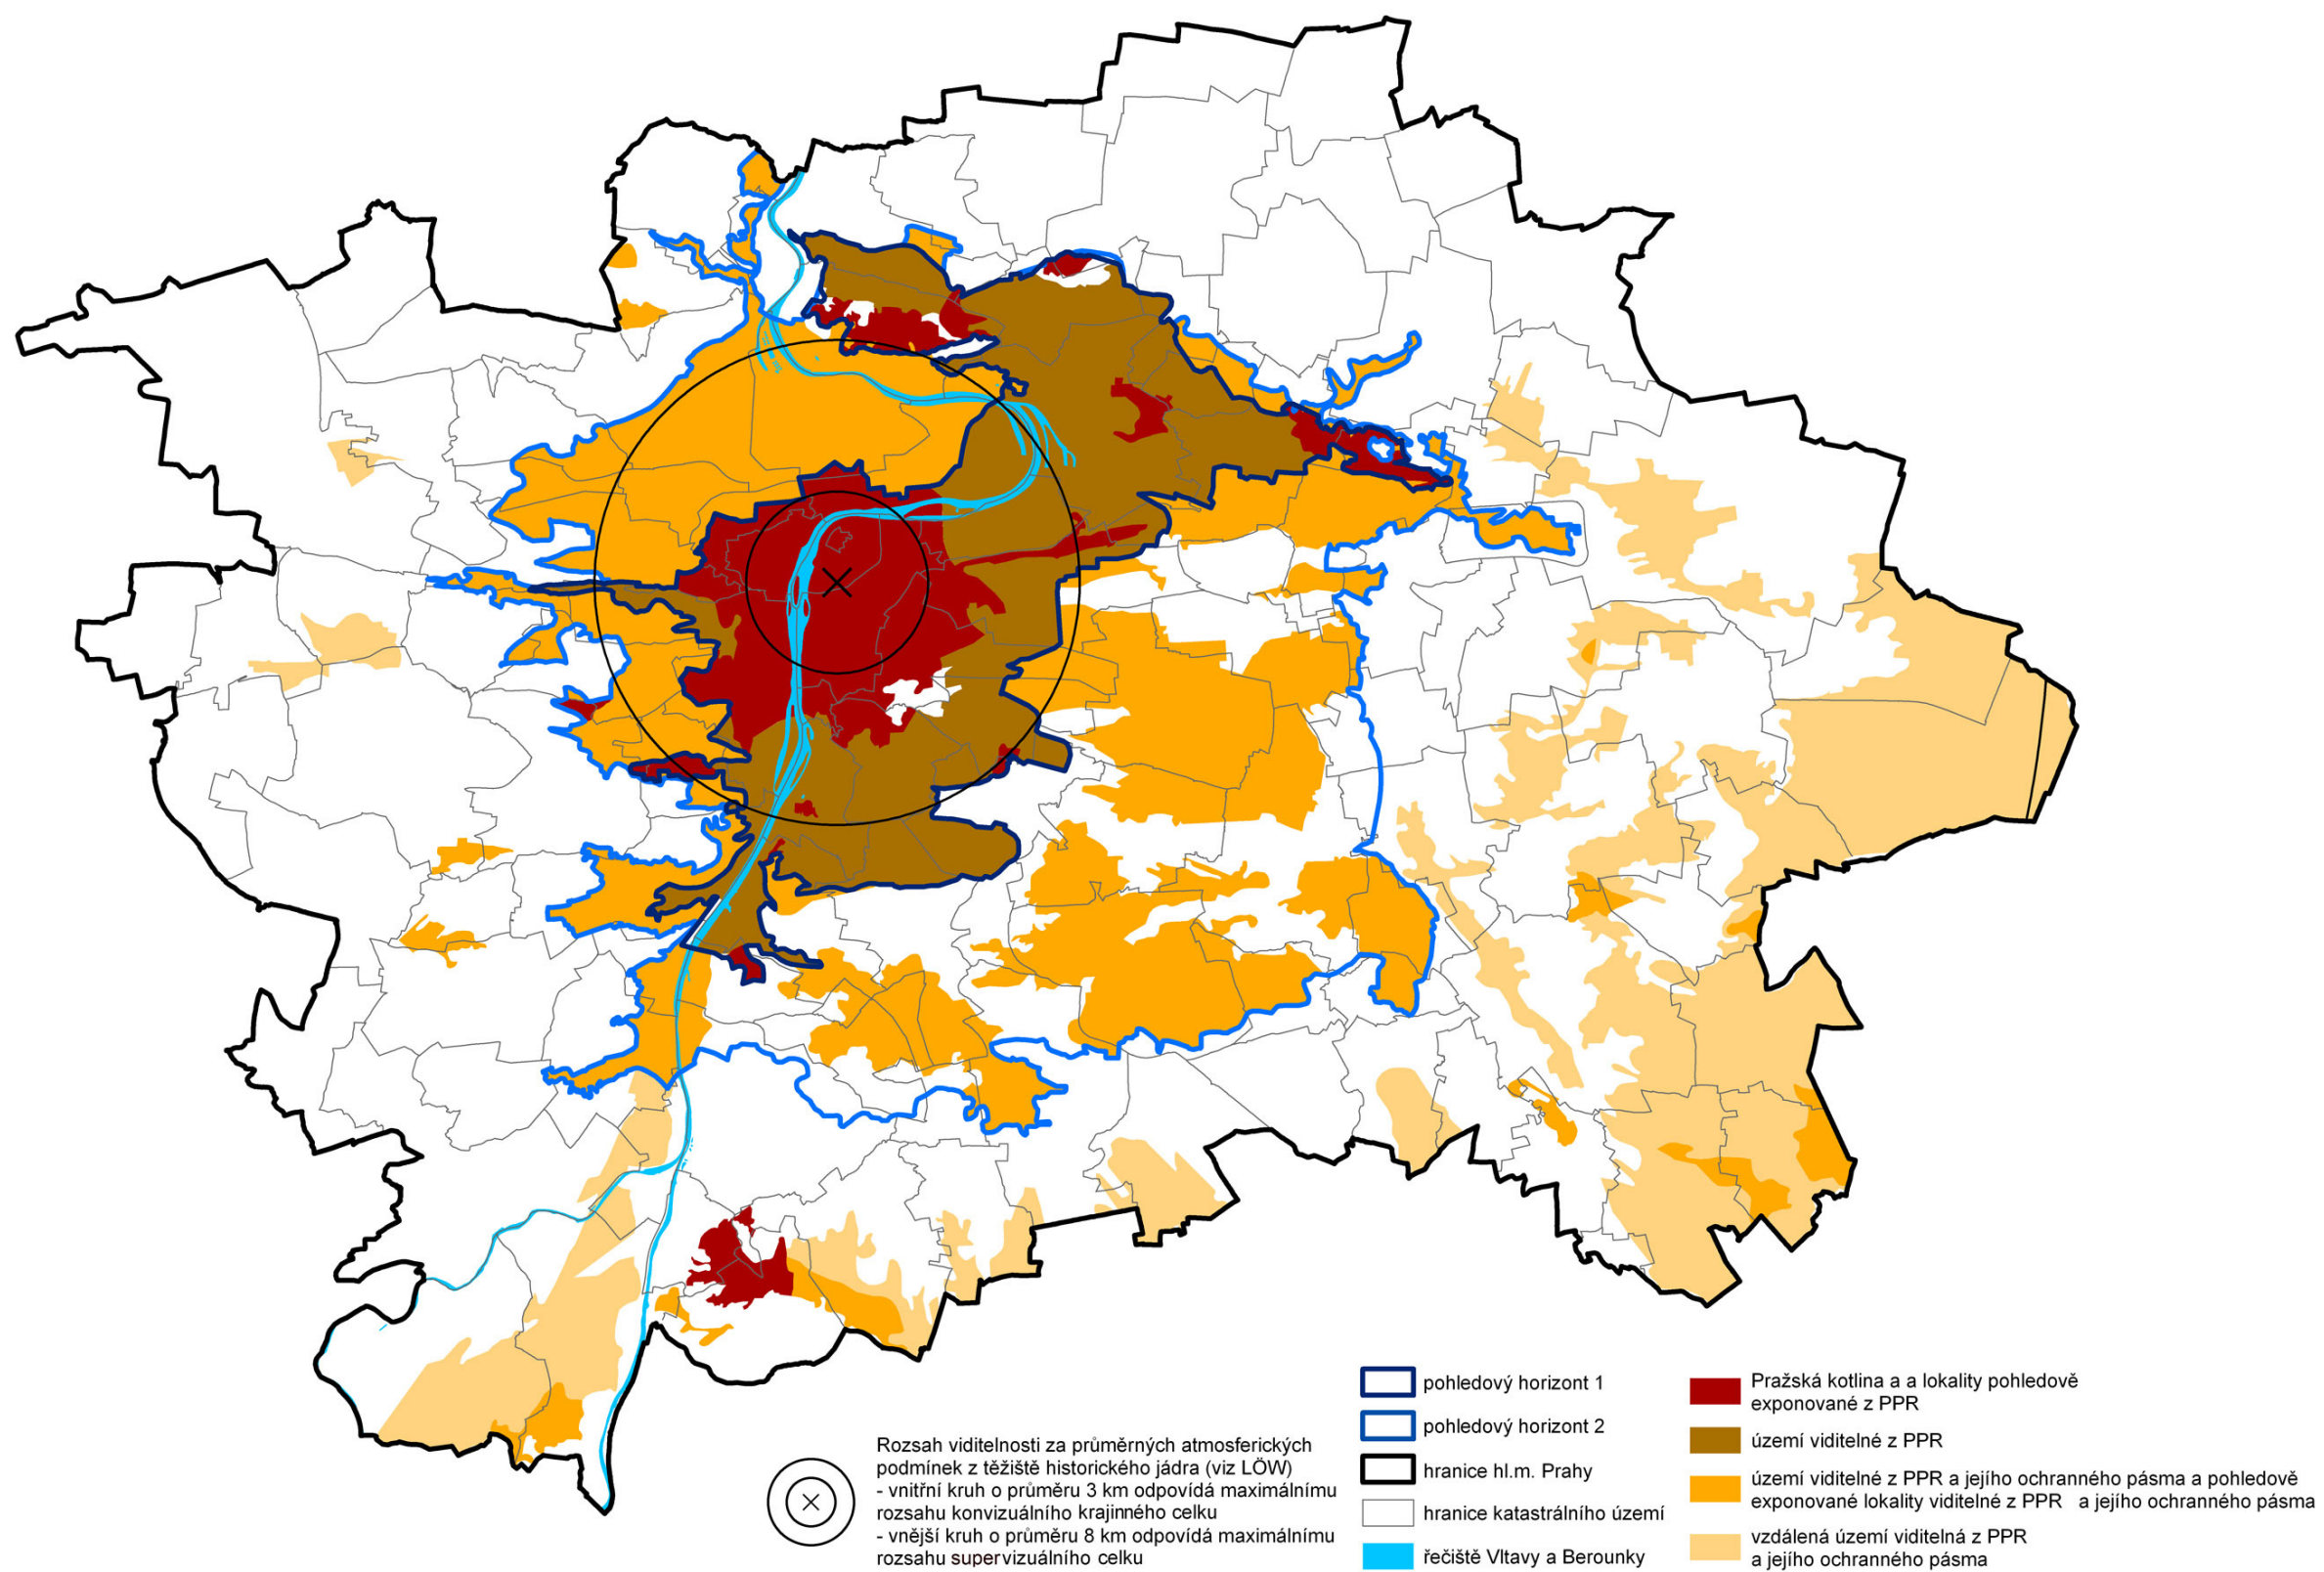 Rozsah viditelnosti za průměrných atmosferických
podmínek z těžiště historického jádra (viz LÖW)
- vnitřní kruh o průměru 3 km odpovídá maximálnímu
rozsahu konvizuálního krajinného celku
- vnější kruh o průměru 8 km odpovídá maximálnímu
rozsahu supervizuálního celku
pohledový horizont 1
pohledový horizont 2
hranice hl.m. Prahy
hranice katastrálního území
řečiště Vltavy a Berounky
Pražská kotlina a a lokality pohledově
exponované z PPR
území viditelné z PPR
území viditelné z PPR a jejího ochranného pásma a pohledově
exponované lokality viditelné z PPR a jejího ochranného pásma
vzdálená území viditelná z PPR
a jejího ochranného pásma